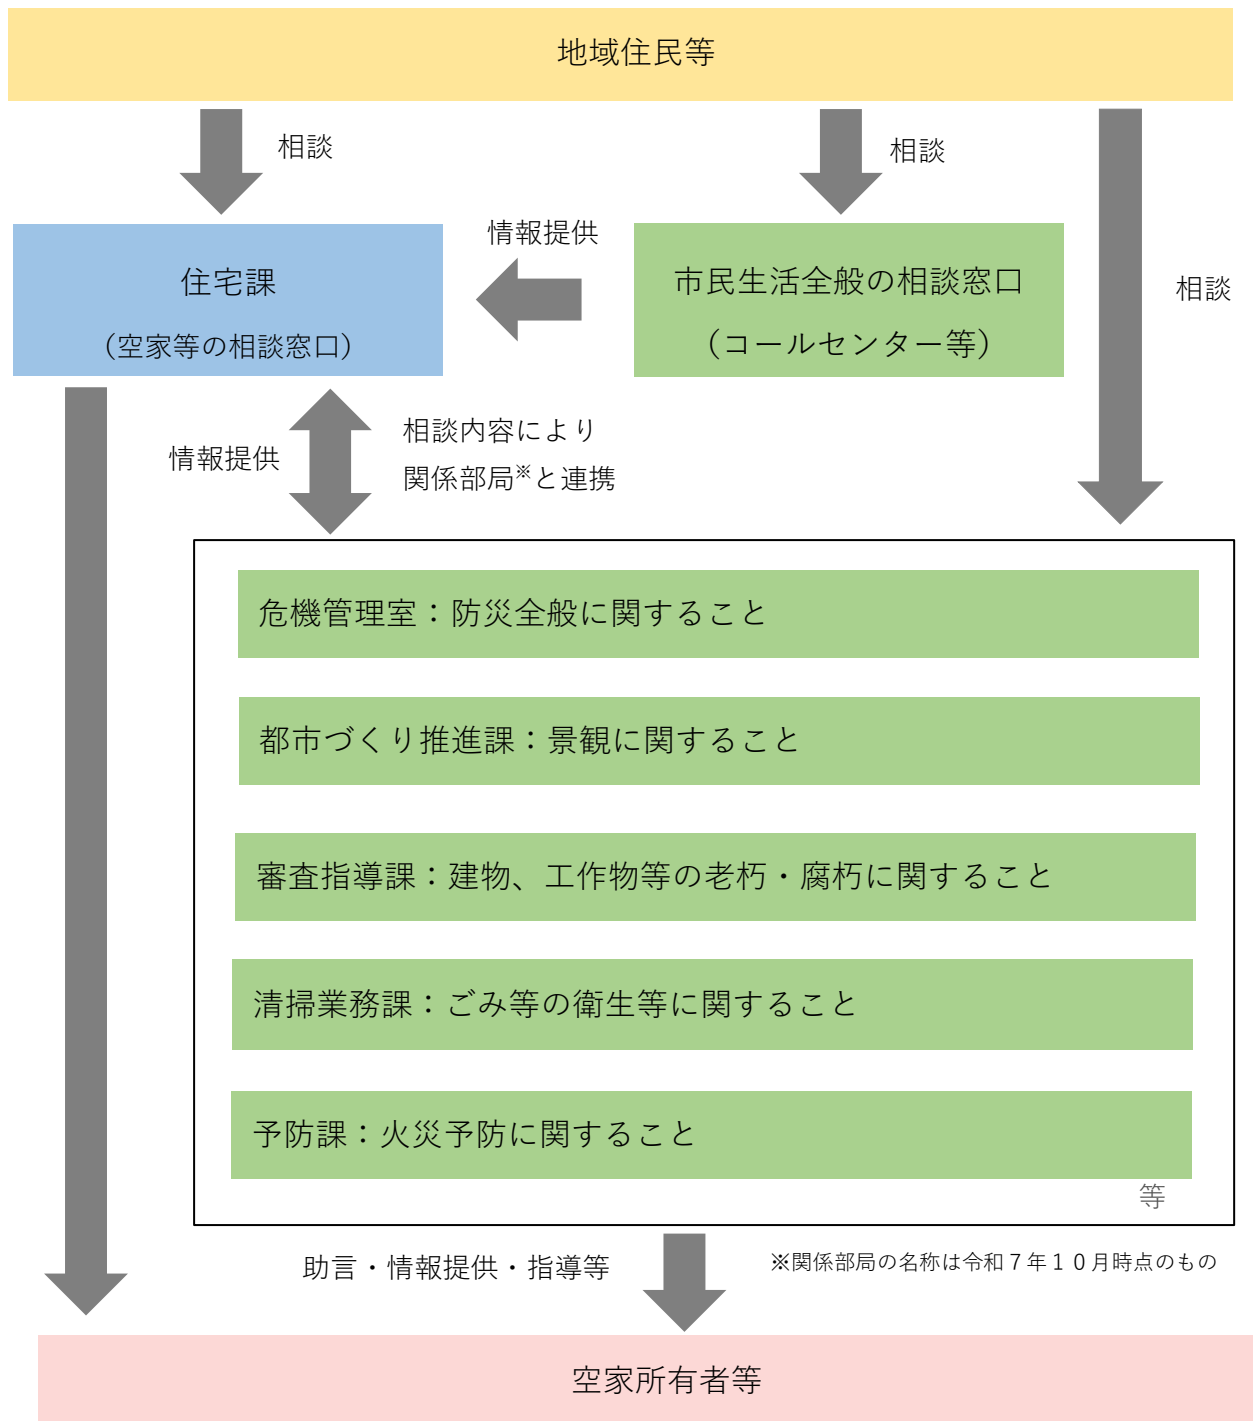 地域住民等
相談
相談
相談
情報提供
住宅課
（空家等の相談窓口）
市民生活全般の相談窓口
（コールセンター等）
情報提供
相談内容により
関係部局※と連携
危機管理室：防災全般に関すること
都市づくり推進課：景観に関すること
審査指導課：建物、工作物等の老朽・腐朽に関すること
清掃業務課：ごみ等の衛生等に関すること
予防課：火災予防に関すること
等
助言・情報提供・指導等
※関係部局の名称は令和７年１０月時点のもの
空家所有者等